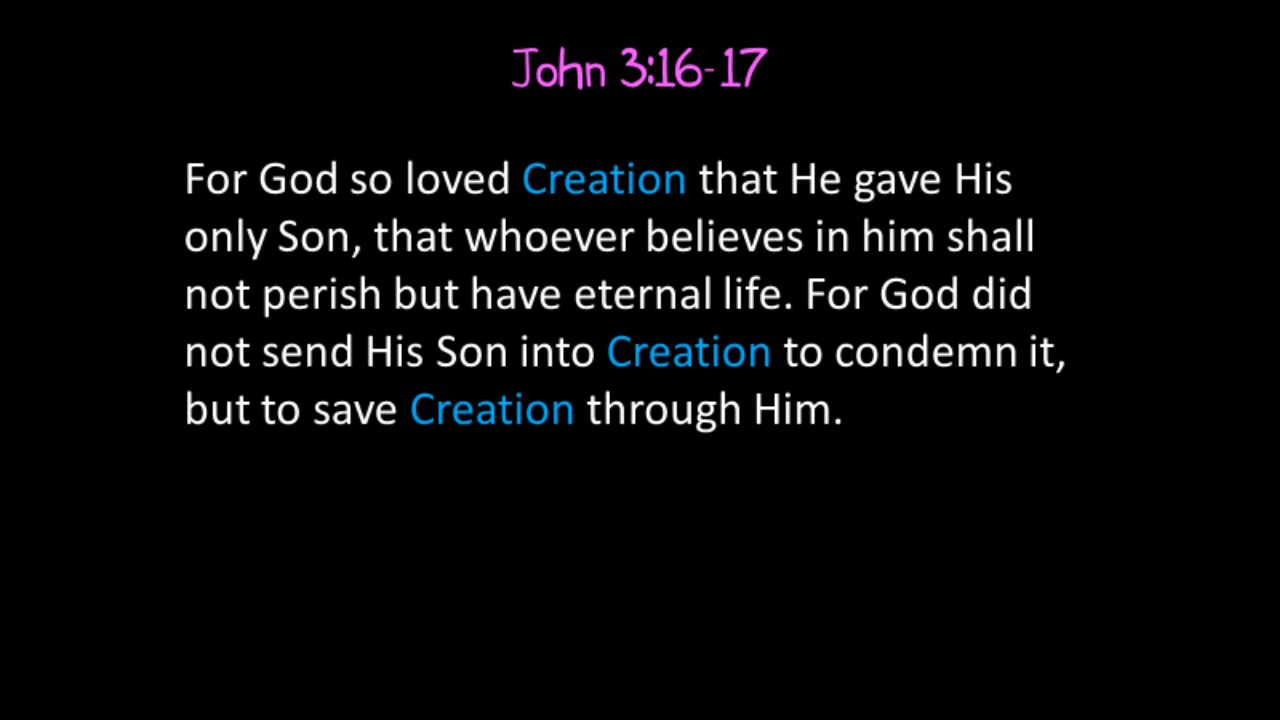 John 3:16-17
For God so loved Creation that He gave His
only Son, that whoever believes in him shall
not perish but have eternal life. For God did
not send His Son into Creation to condemn it,
but to save Creation through Him.